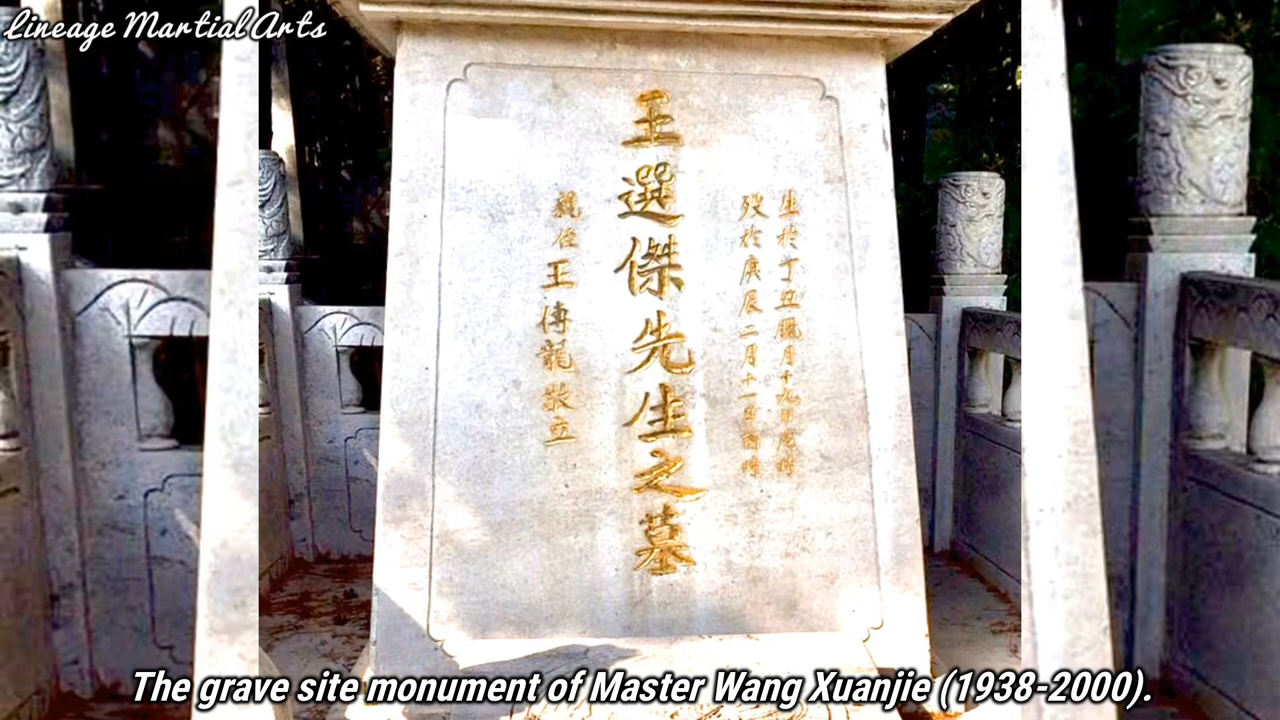 Lineage Martial Arts
生於丁丑臘月十九日時
歿於庚辰二月十一日酉時
王選傑先生之墓
親侄王傳龍敬立
The grave site monument of Master Wang Xuanjie (1938-2000).